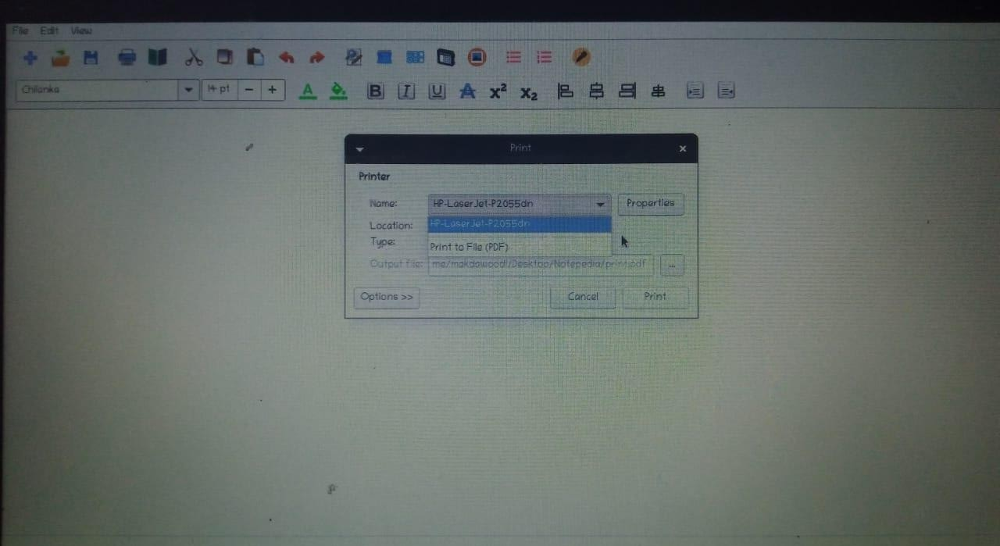 File Edit View
Chilanka 14 pt − +
A B I U A x² x₂
Print ×
Printer
Name: HP-LaserJet-P2055dn Properties
HP-LaserJet-P2055dn
Location:
Type:
Print to File (PDF)
Output file: me/makdawoodi/Desktop/Notepedia/print.pdf ...
Options >> Cancel Print